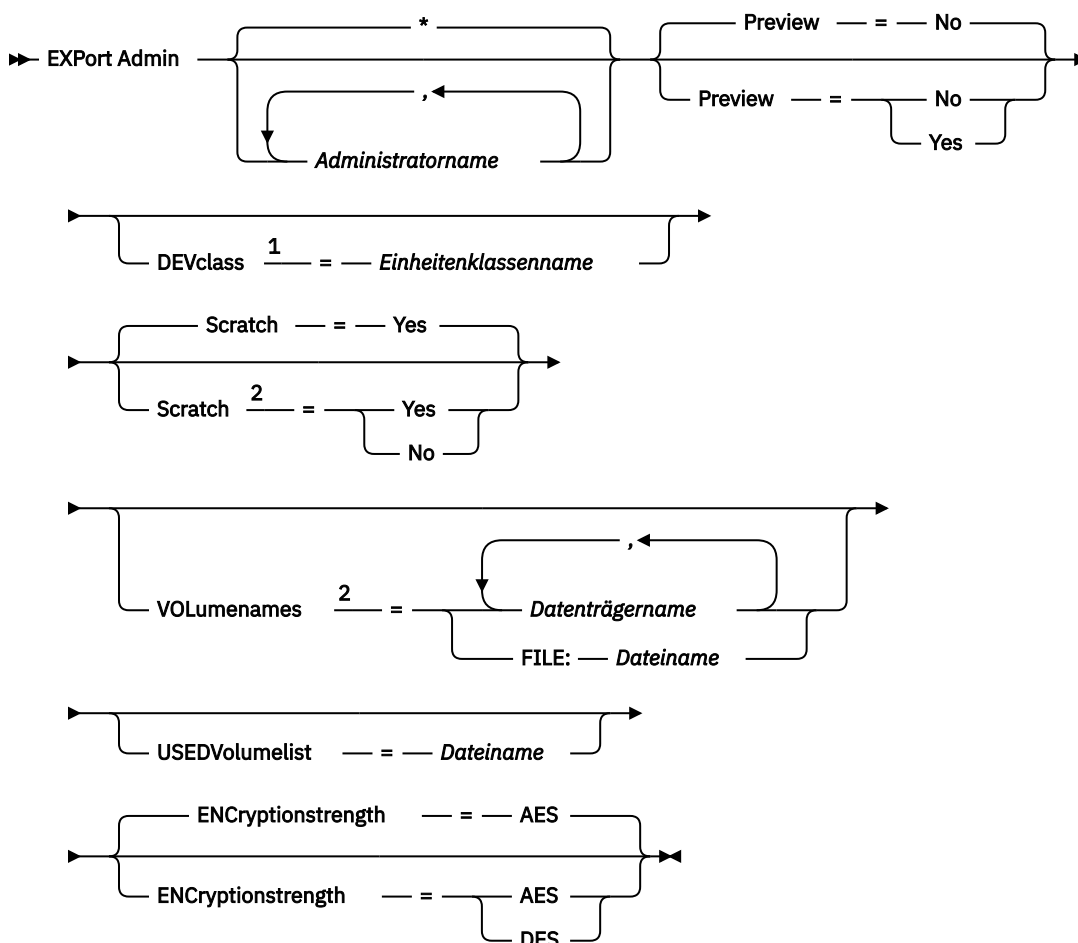 *
Preview = No
EXPort Admin
,
Preview = No
Administratorname
Yes
DEVclass 1 = Einheitenklassenname
Scratch = Yes
Scratch 2 = Yes
No
,
VOLumenames 2 = Datenträgername
FILE: Dateiname
USEDVolumelist = Dateiname
ENCryptionstrength = AES
ENCryptionstrength = AES
DES